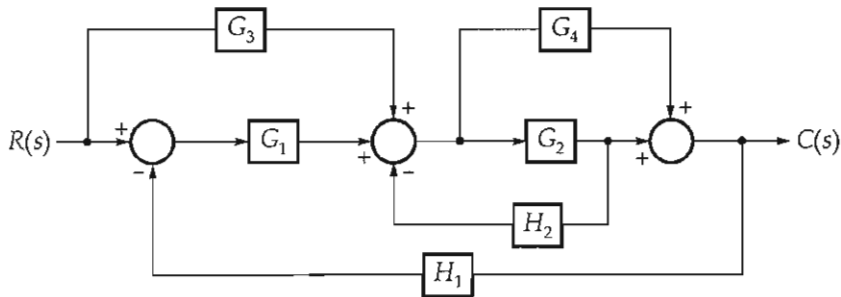 G₃
G₄
R(s)
+
G₁
+
+
-
G₂
+
+
C(s)
-
H₂
H₁